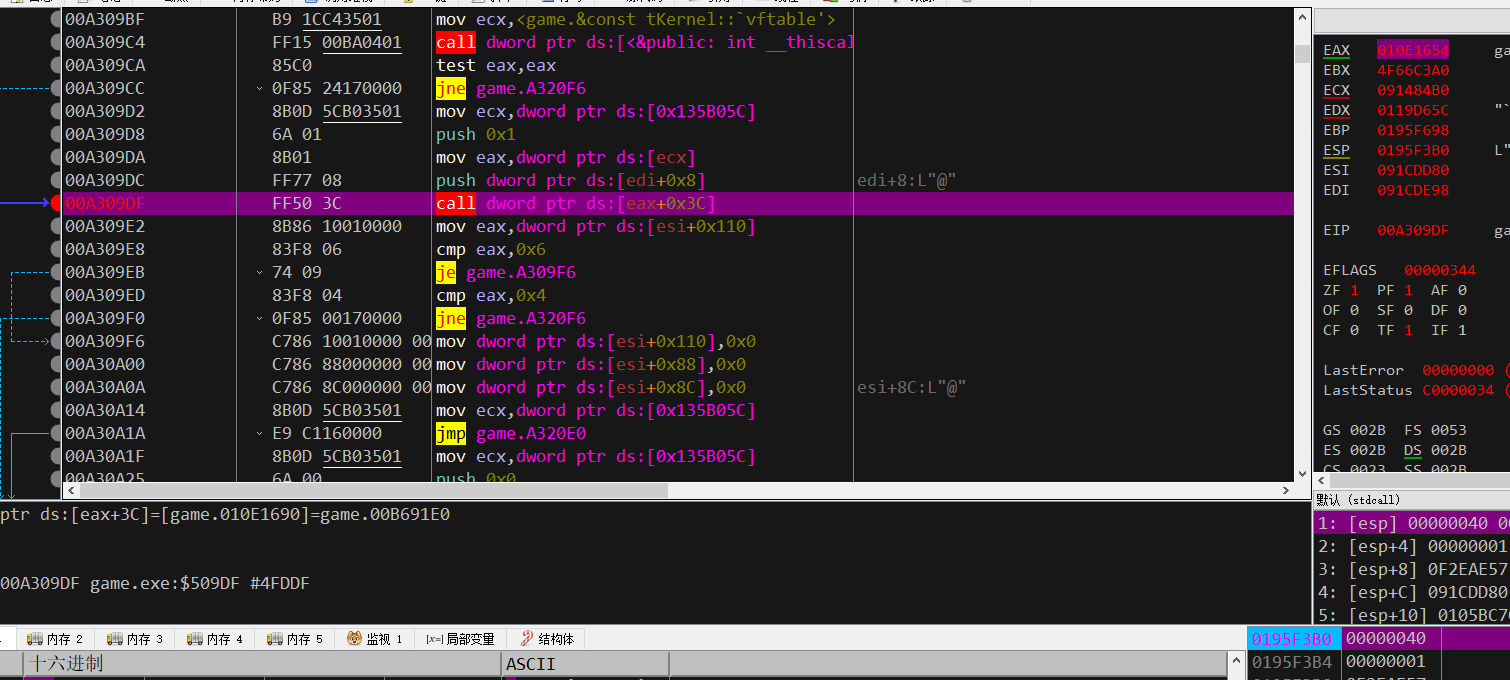 00A309BF B9 1CC43501 mov ecx,<game.&const tKernel::`vftable'>
00A309C4 FF15 00BA0401 call dword ptr ds:[<&public: int __thiscal
00A309CA 85C0 test eax,eax
00A309CC 0F85 24170000 jne game.A320F6
00A309D2 8B0D 5CB03501 mov ecx,dword ptr ds:[0x135B05C]
00A309D8 6A 01 push 0x1
00A309DA 8B01 mov eax,dword ptr ds:[ecx]
00A309DC FF77 08 push dword ptr ds:[edi+0x8] edi+8:L"@"
00A309DF FF50 3C call dword ptr ds:[eax+0x3C]
00A309E2 8B86 10010000 mov eax,dword ptr ds:[esi+0x110]
00A309E8 83F8 06 cmp eax,0x6
00A309EB 74 09 je game.A309F6
00A309ED 83F8 04 cmp eax,0x4
00A309F0 0F85 00170000 jne game.A320F6
00A309F6 C786 10010000 00 mov dword ptr ds:[esi+0x110],0x0
00A30A00 C786 88000000 00 mov dword ptr ds:[esi+0x88],0x0
00A30A0A C786 8C000000 00 mov dword ptr ds:[esi+0x8C],0x0 esi+8C:L"@"
00A30A14 8B0D 5CB03501 mov ecx,dword ptr ds:[0x135B05C]
00A30A1A E9 C1160000 jmp game.A320E0
00A30A1F 8B0D 5CB03501 mov ecx,dword ptr ds:[0x135B05C]
00A30A25 6A 00 push 0x0
ptr ds:[eax+3C]=[game.010E1690]=game.00B691E0
00A309DF game.exe:$509DF #4FDDF
EAX 010E1654 ga
EBX 4F66C3A0
ECX 091484B0
EDX 0119D65C "`
EBP 0195F698
ESP 0195F3B0 L"
ESI 091CDD80
EDI 091CDE98
EIP 00A309DF ga
EFLAGS 00000344
ZF 1 PF 1 AF 0
OF 0 SF 0 DF 0
CF 0 TF 1 IF 1
LastError 00000000 (
LastStatus C0000034 (
GS 002B FS 0053
ES 002B DS 002B
CS 0023 SS 002B
默认 (stdcall)
1: [esp] 00000040 00
2: [esp+4] 00000001
3: [esp+8] 0F2EAE57
4: [esp+C] 091CDD80
5: [esp+10] 0105BC70
内存 2 内存 3 内存 4 内存 5 监视 1 [x=] 局部变量 结构体
十六进制 ASCII
0195F3B0 00000040
0195F3B4 00000001